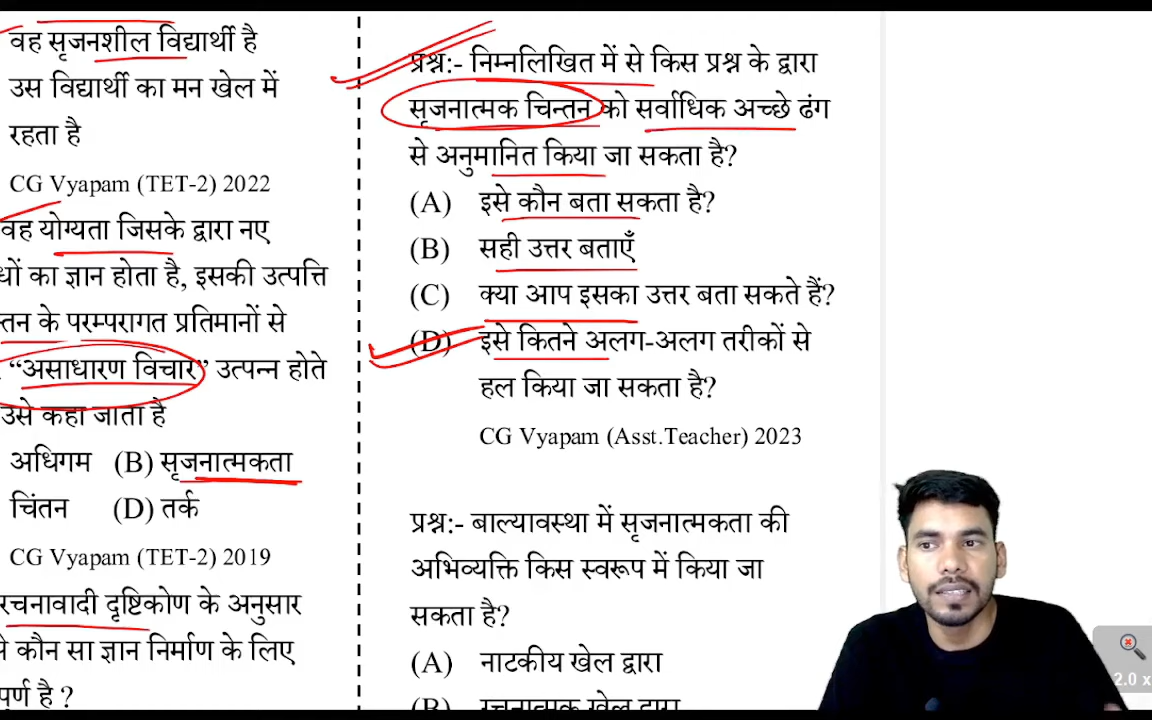 वह सृजनशील विद्यार्थी है
उस विद्यार्थी का मन खेल में
रहता है
CG Vyapam (TET-2) 2022
वह योग्यता जिसके द्वारा नए
का ज्ञान होता है, इसकी उत्पत्ति
के परम्परागत प्रतिमानों से
“असाधारण विचार” उत्पन्न होते
उसे कहा जाता है
अधिगम (B) सृजनात्मकता
चिंतन (D) तर्क
CG Vyapam (TET-2) 2019
रचनावादी दृष्टिकोण के अनुसार
कौन सा ज्ञान निर्माण के लिए
है ?
प्रश्न:- निम्नलिखित में से किस प्रश्न के द्वारा
सृजनात्मक चिन्तन को सर्वाधिक अच्छे ढंग
से अनुमानित किया जा सकता है?
(A) इसे कौन बता सकता है?
(B) सही उत्तर बताएँ
(C) क्या आप इसका उत्तर बता सकते हैं?
(D) इसे कितने अलग-अलग तरीकों से
हल किया जा सकता है?
CG Vyapam (Asst.Teacher) 2023
प्रश्न:- बाल्यावस्था में सृजनात्मकता की
अभिव्यक्ति किस स्वरूप में किया जा
सकता है?
(A) नाटकीय खेल द्वारा
(B) रचनात्मक खेल द्वारा
2.0 x